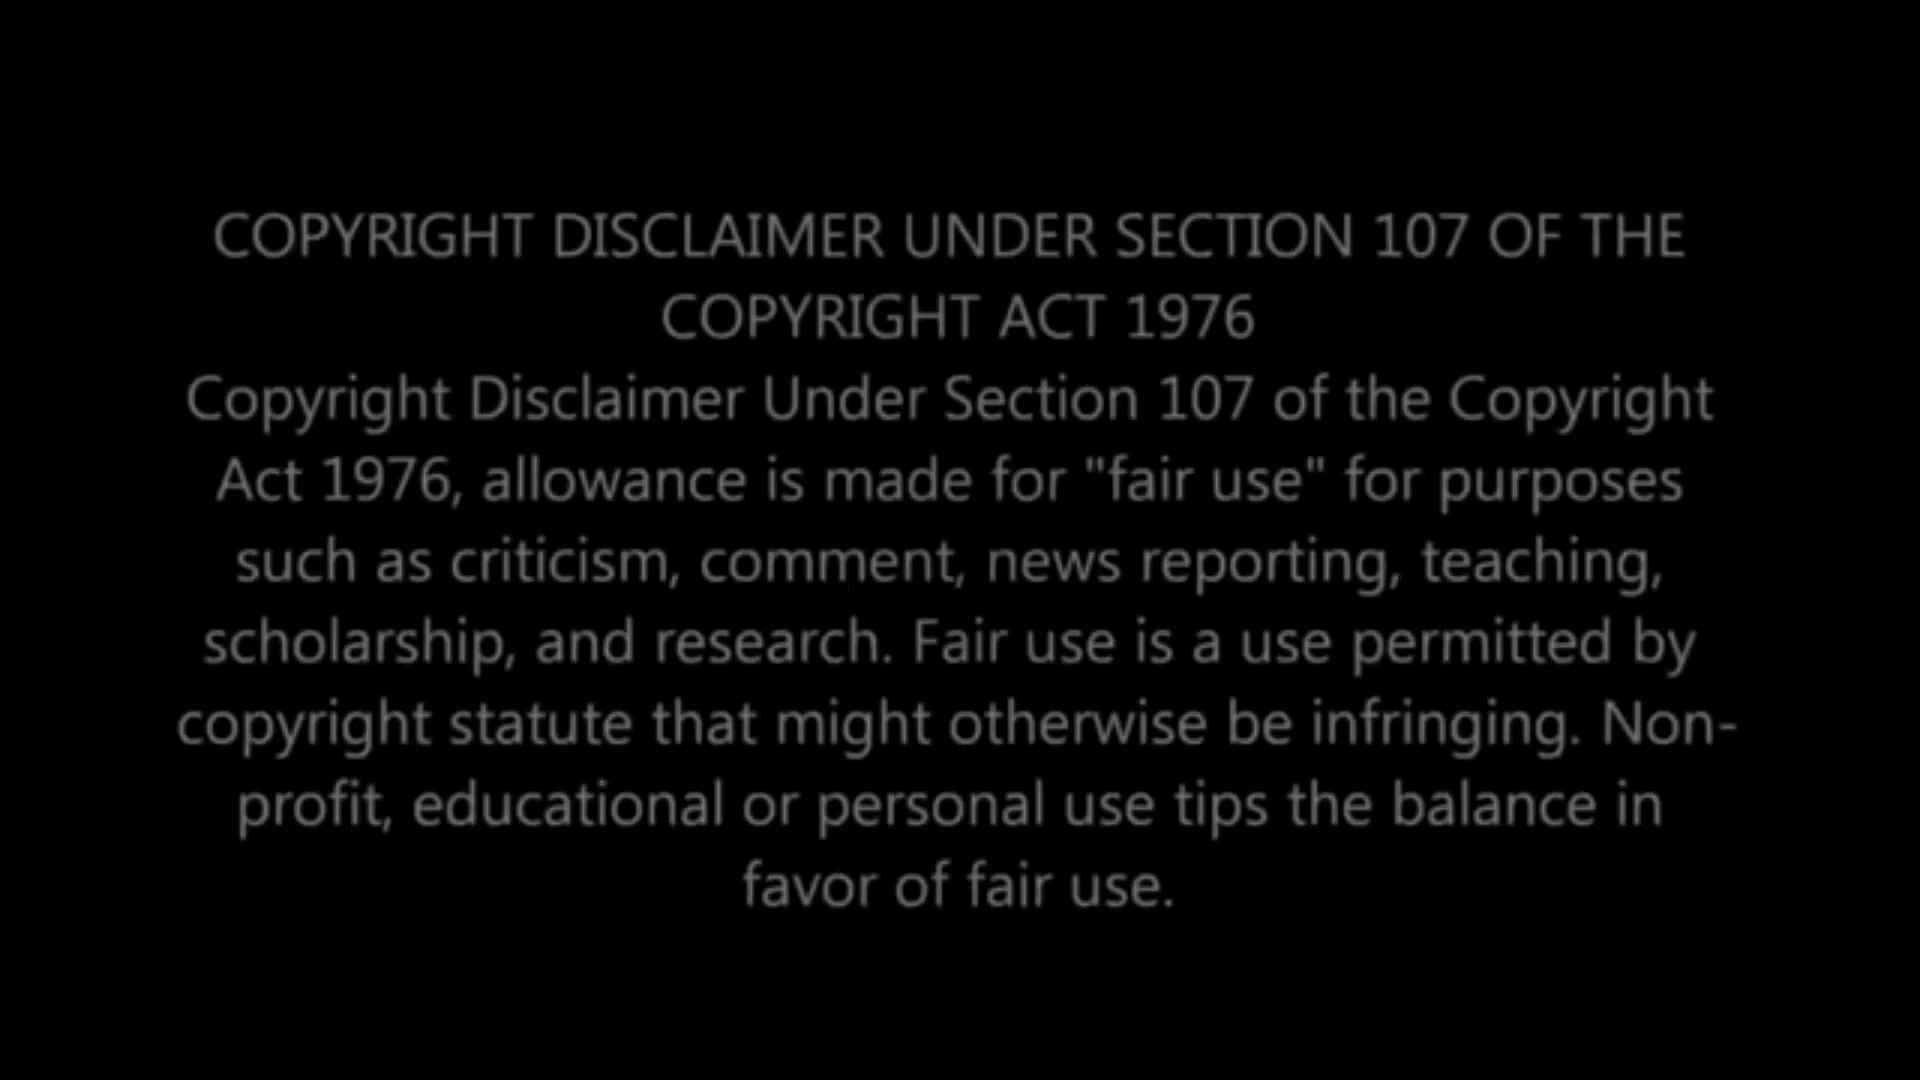 COPYRIGHT DISCLAIMER UNDER SECTION 107 OF THE
COPYRIGHT ACT 1976
Copyright Disclaimer Under Section 107 of the Copyright
Act 1976, allowance is made for "fair use" for purposes
such as criticism, comment, news reporting, teaching,
scholarship, and research. Fair use is a use permitted by
copyright statute that might otherwise be infringing. Non-
profit, educational or personal use tips the balance in
favor of fair use.